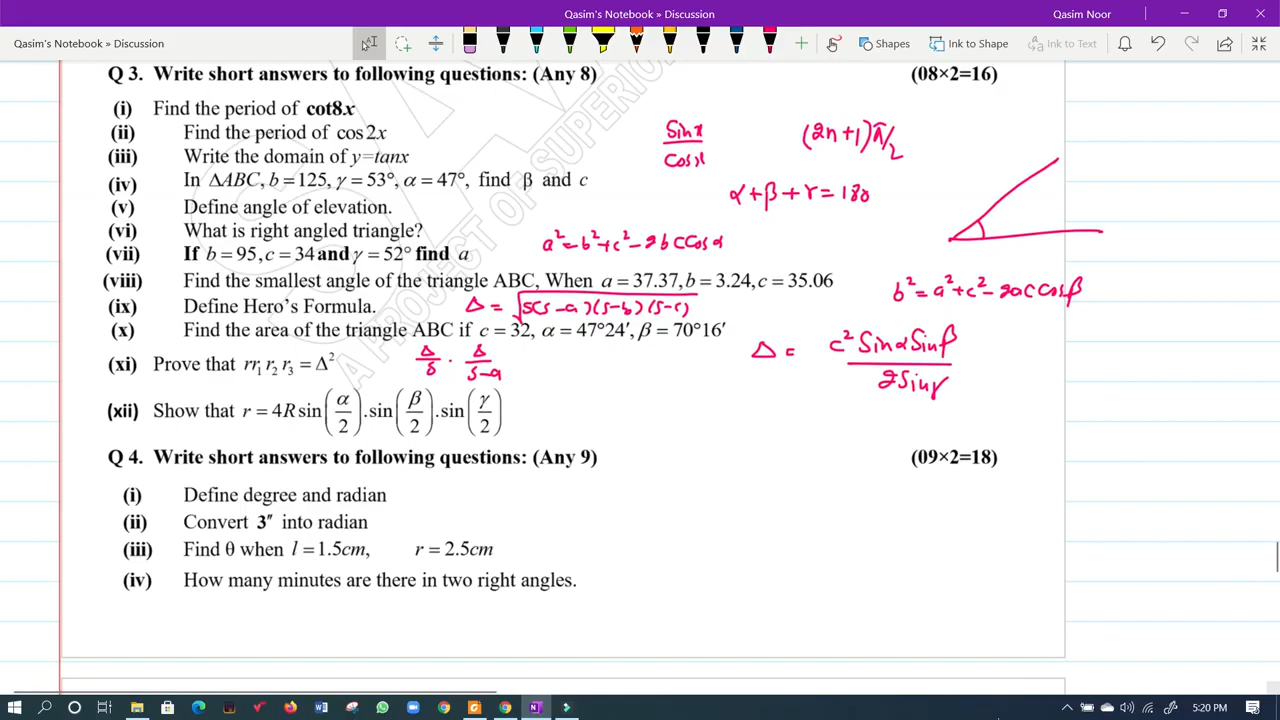 Qasim's Notebook » Discussion
Qasim Noor
Qasim's Notebook » Discussion
Shapes
Ink to Shape
Ink to Text
Q 3. Write short answers to following questions: (Any 8) (08×2=16)
(i) Find the period of cot8x
(ii) Find the period of cos 2x
Sinx/Cosx
(2n+1)π/2
(iii) Write the domain of y=tanx
(iv) In ΔABC, b = 125, γ = 53°, α = 47°, find β and c
α+β+γ=180
(v) Define angle of elevation.
(vi) What is right angled triangle?
a²=b²+c²-2bcCosα
(vii) If b = 95, c = 34 and γ = 52° find a
(viii) Find the smallest angle of the triangle ABC, When a = 37.37, b = 3.24, c = 35.06
b²=a²+c²-2acCosβ
(ix) Define Hero's Formula.
Δ = √S(S-a)(S-b)(S-c)
(x) Find the area of the triangle ABC if c = 32, α = 47°24′, β = 70°16′
Δ = c² Sinα Sinβ / 2Sinγ
(xi) Prove that rr₁ r₂ r₃ = Δ²
Δ/S · Δ/S-a
(xii) Show that r = 4R sin(α/2).sin(β/2).sin(γ/2)
Q 4. Write short answers to following questions: (Any 9) (09×2=18)
(i) Define degree and radian
(ii) Convert 3″ into radian
(iii) Find θ when l = 1.5cm, r = 2.5cm
(iv) How many minutes are there in two right angles.
5:20 PM